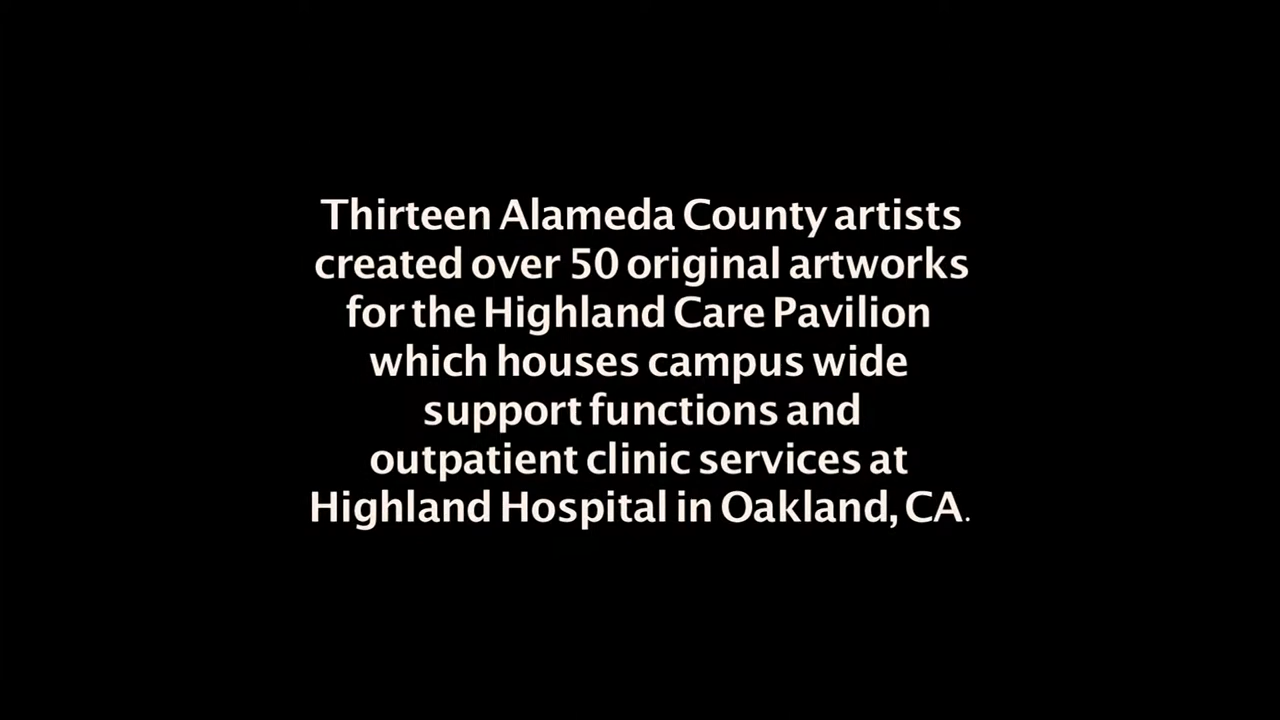 Thirteen Alameda County artists
created over 50 original artworks
for the Highland Care Pavilion
which houses campus wide
support functions and
outpatient clinic services at
Highland Hospital in Oakland, CA.